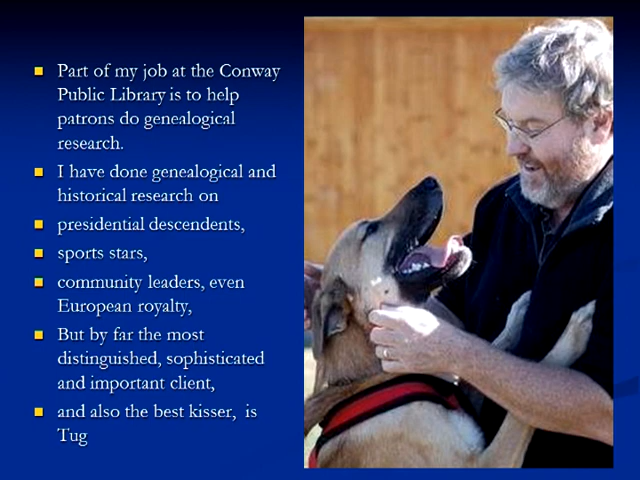 Part of my job at the Conway
Public Library is to help
patrons do genealogical
research.
I have done genealogical and
historical research on
presidential descendents,
sports stars,
community leaders, even
European royalty,
But by far the most
distinguished, sophisticated
and important client,
and also the best kisser,  is
Tug